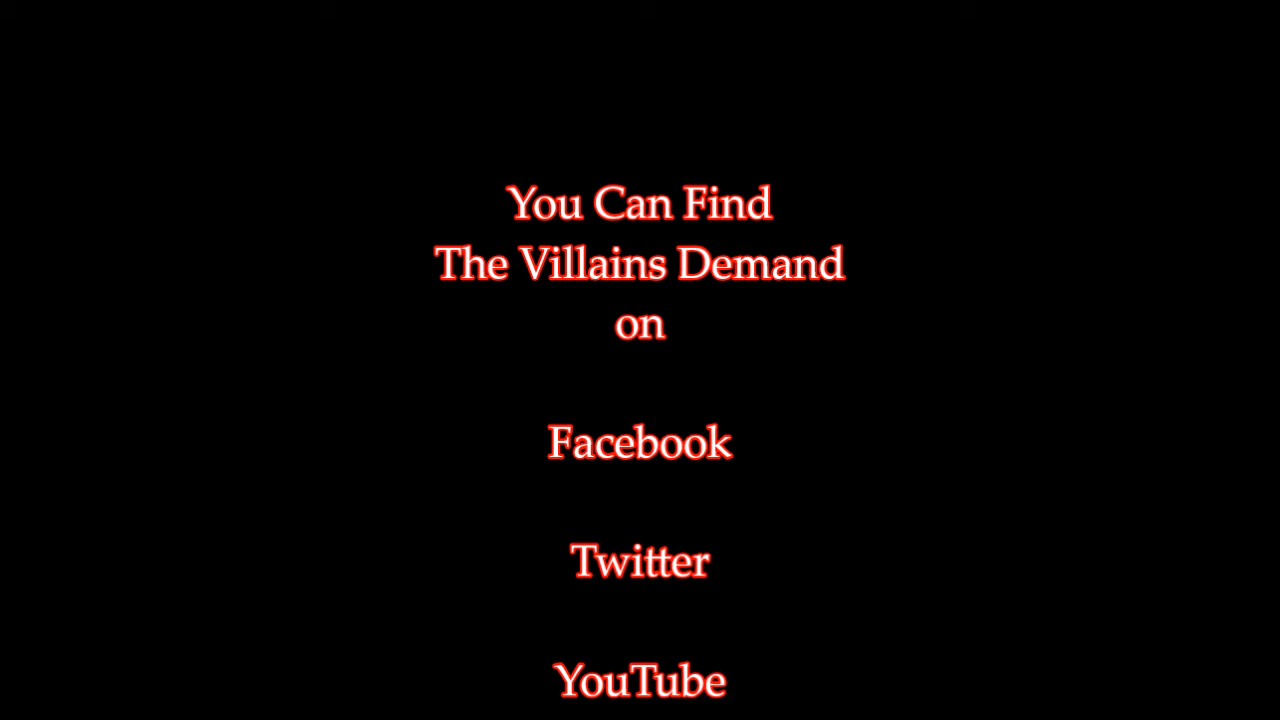 You Can Find
The Villains Demand
on
Facebook
Twitter
YouTube